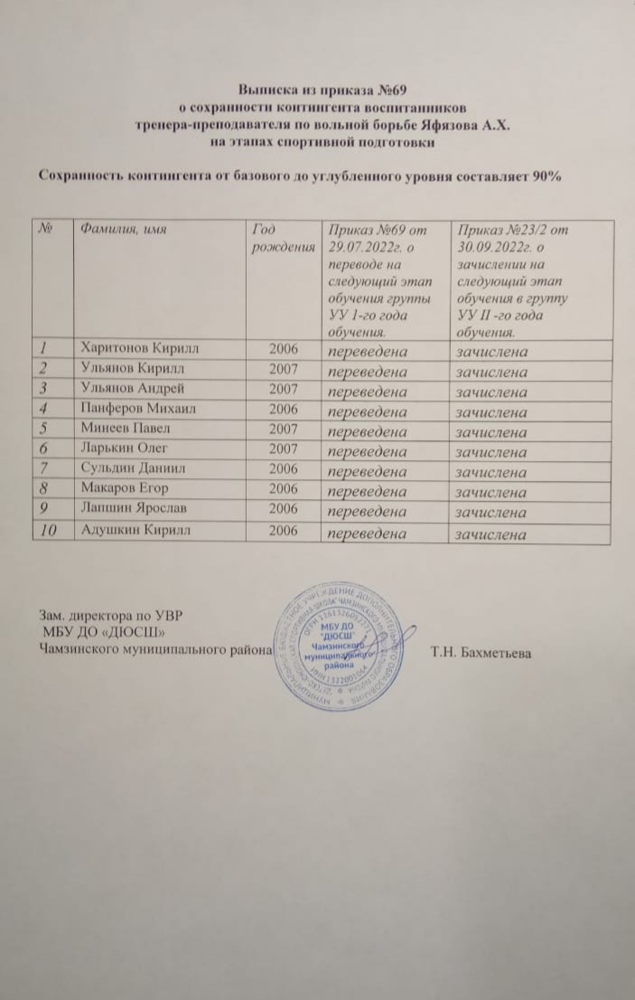 Выписка из приказа №69
о сохранности контингента воспитанников
тренера-преподавателя по вольной борьбе Яфязова А.Х.
на этапах спортивной подготовки
Сохранность контингента от базового до углубленного уровня составляет 90%
№ Фамилия, имя Год рождения Приказ №69 от 29.07.2022г. о переводе на следующий этап обучения группы УУ 1-го года обучения. Приказ №23/2 от 30.09.2022г. о зачислении на следующий этап обучения в группу УУ II -го года обучения.
1 Харитонов Кирилл 2006 переведена зачислена
2 Ульянов Кирилл 2007 переведена зачислена
3 Ульянов Андрей 2007 переведена зачислена
4 Панферов Михаил 2006 переведена зачислена
5 Минеев Павел 2007 переведена зачислена
6 Ларькин Олег 2007 переведена зачислена
7 Сульдин Даниил 2006 переведена зачислена
8 Макаров Егор 2006 переведена зачислена
9 Лапшин Ярослав 2006 переведена зачислена
10 Адушкин Кирилл 2006 переведена зачислена
Зам. директора по УВР
МБУ ДО «ДЮСШ»
Чамзинского муниципального района
Т.Н. Бахметьева
МБУ ДО
"ДЮСШ"
Чамзинского
муниципального
района